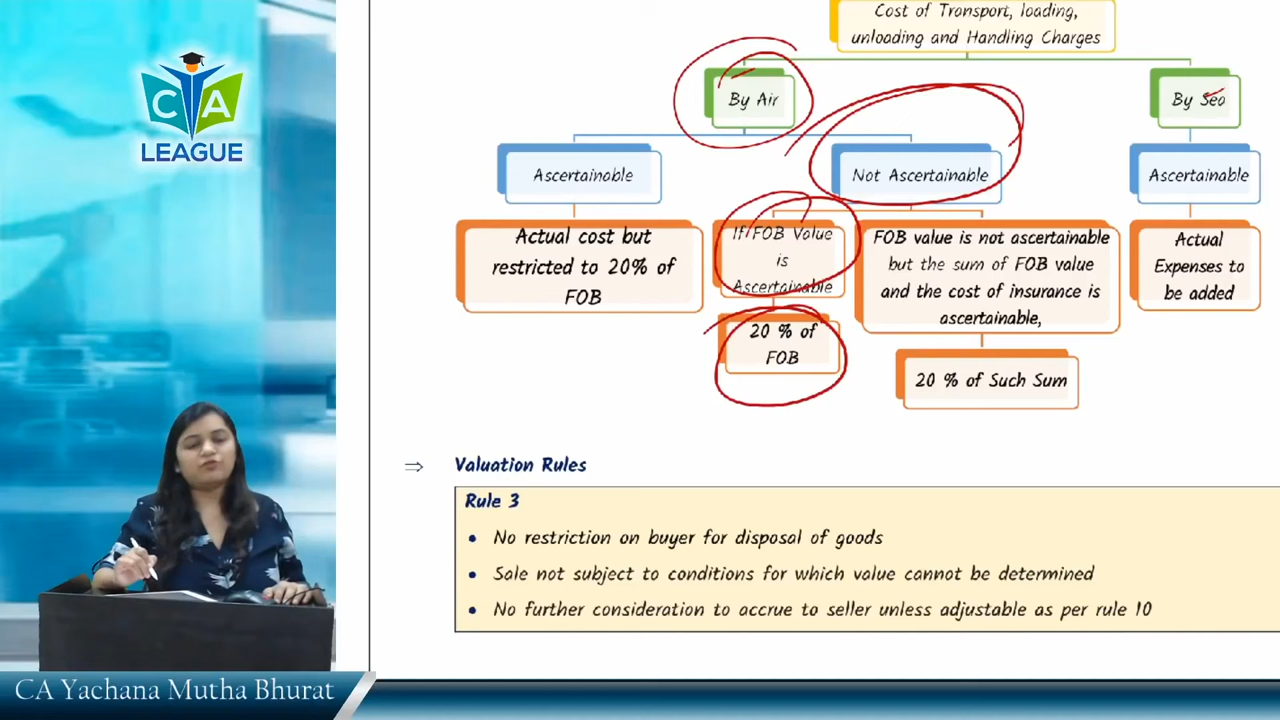 Cost of Transport, loading,
unloading and Handling Charges
By Air
By Sea
CA
LEAGUE
Ascertainable
Not Ascertainable
Ascertainable
Actual cost but
restricted to 20% of
FOB
If FOB Value
is
Ascertainable
FOB value is not ascertainable
but the sum of FOB value
and the cost of insurance is
ascertainable,
Actual
Expenses to
be added
20 % of
FOB
20 % of Such Sum
⇒ Valuation Rules
Rule 3
• No restriction on buyer for disposal of goods
• Sale not subject to conditions for which value cannot be determined
• No further consideration to accrue to seller unless adjustable as per rule 10
CA Yachana Mutha Bhurat